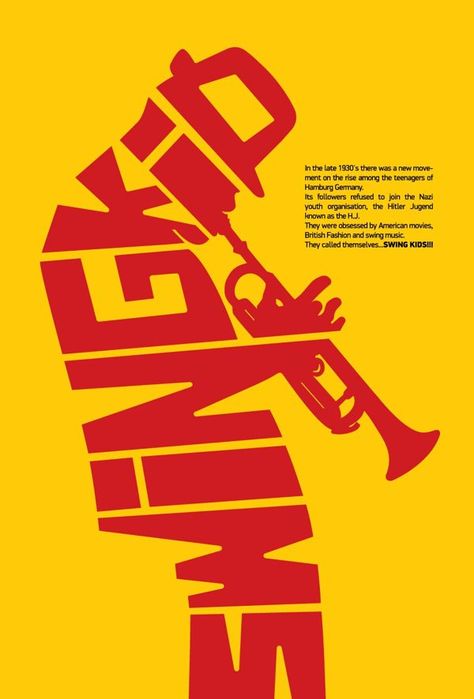 SWiNGKiD
In the late 1930's there was a new move-
ment on the rise among the teenagers of
Hamburg Germany.
Its followers refused to join the Nazi
youth organisation, the Hitler Jugend
known as the H.J.
They were obsessed by American movies,
British Fashion and swing music.
They called themselves...SWING KIDS!!!